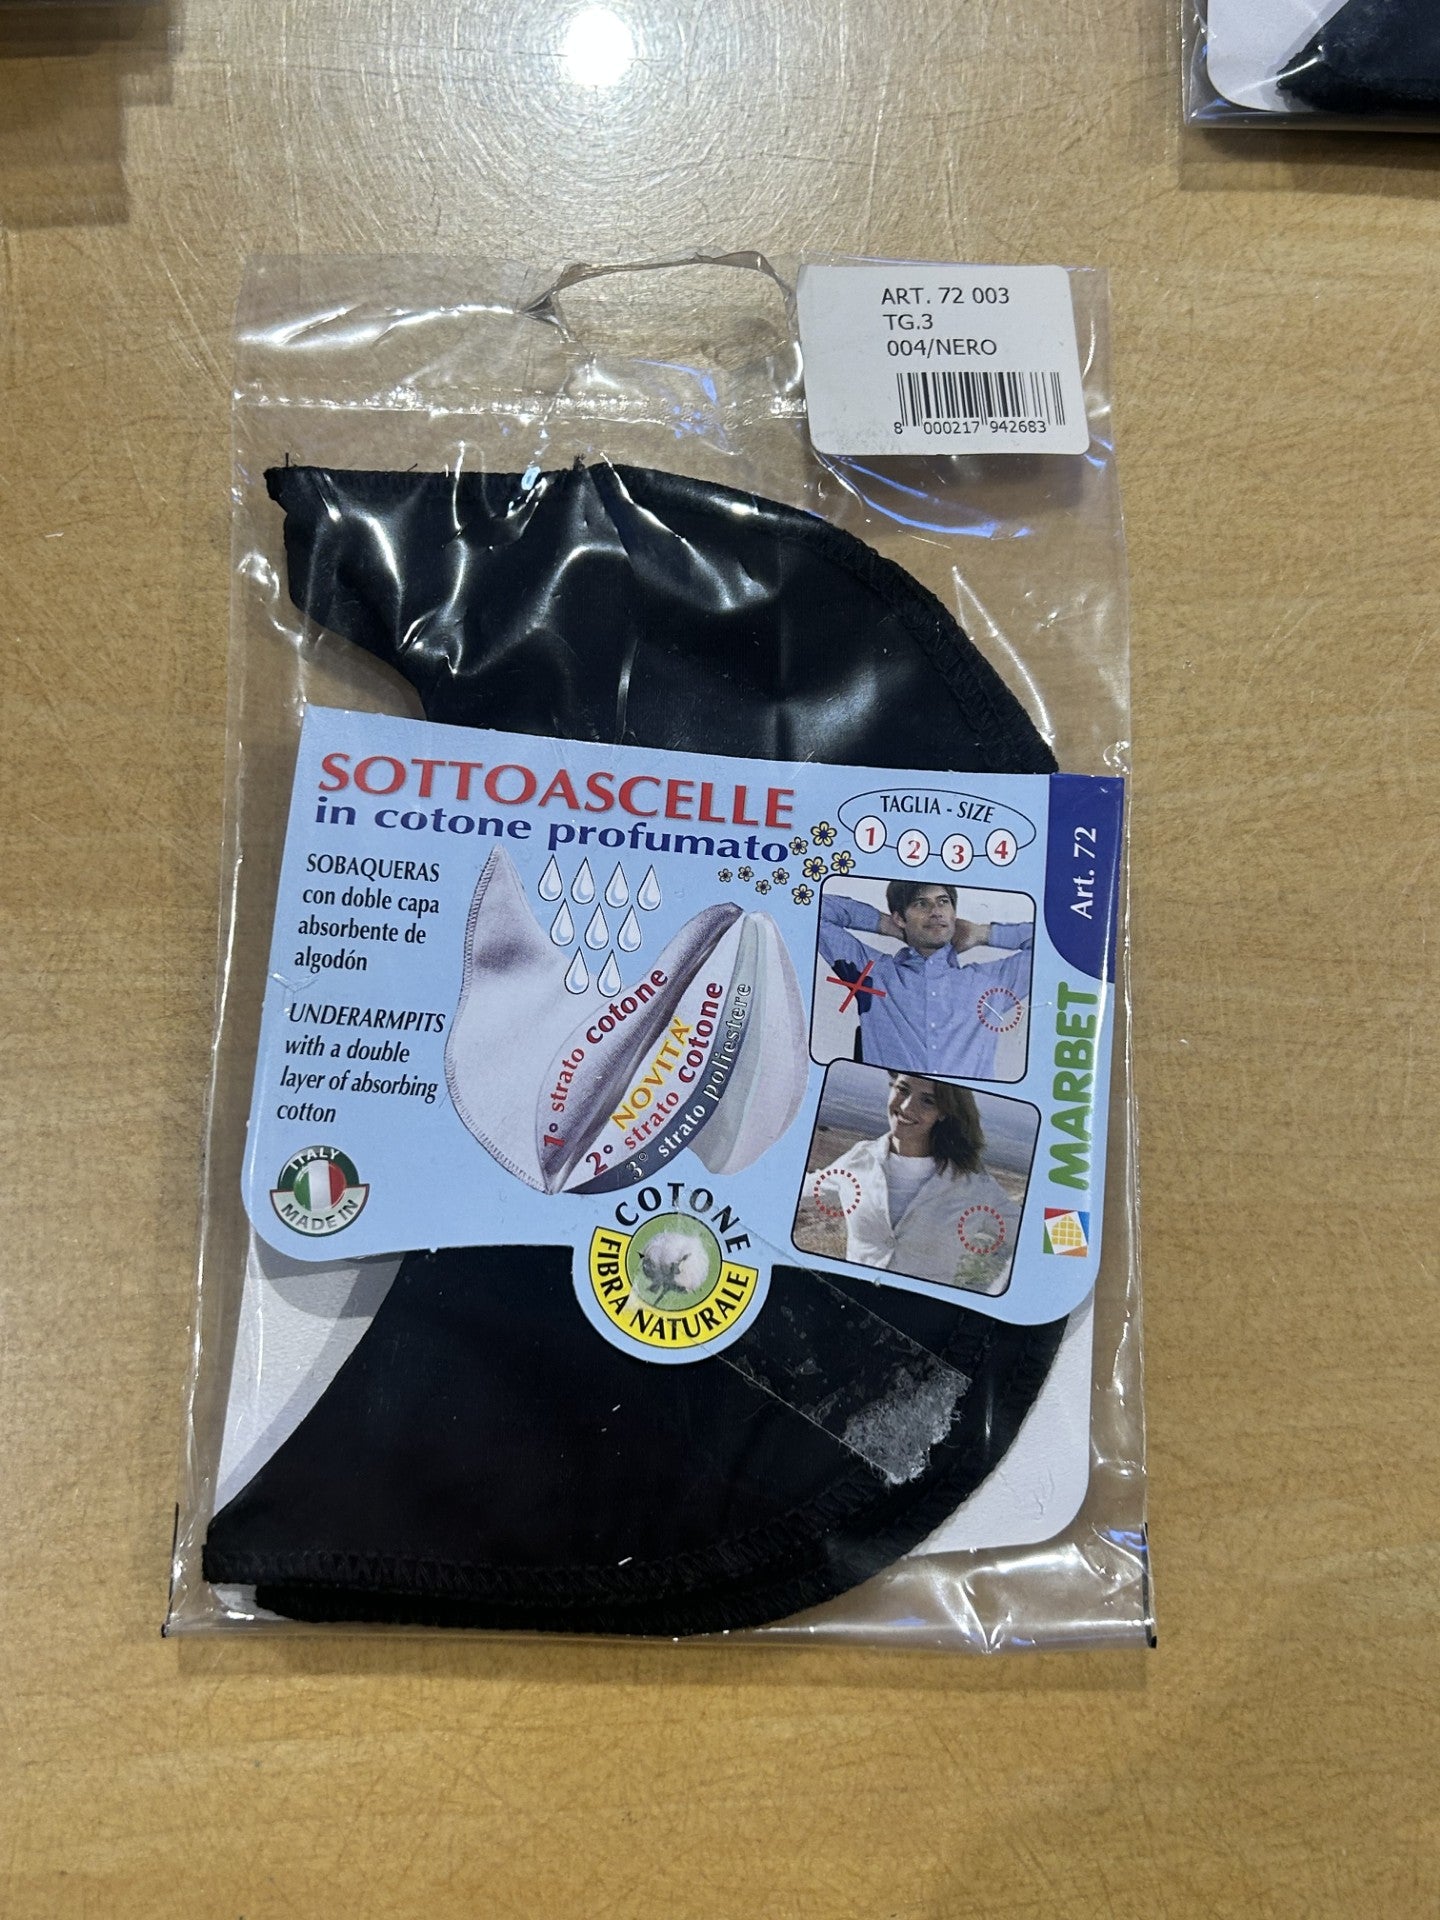 ART. 72 003
TG.3
004/NERO
8 000217 942683
SOTTOASCELLE
in cotone profumato
TAGLIA - SIZE
1 2 3 4
Art. 72
SOBAQUERAS
con doble capa
absorbente de
algodón
UNDERARMPITS
with a double
layer of absorbing
cotton
1° strato cotone
NOVITA'
2° strato cotone
3° strato poliestere
MARBET
ITALY
MADE IN
COTONE
FIBRA NATURALE